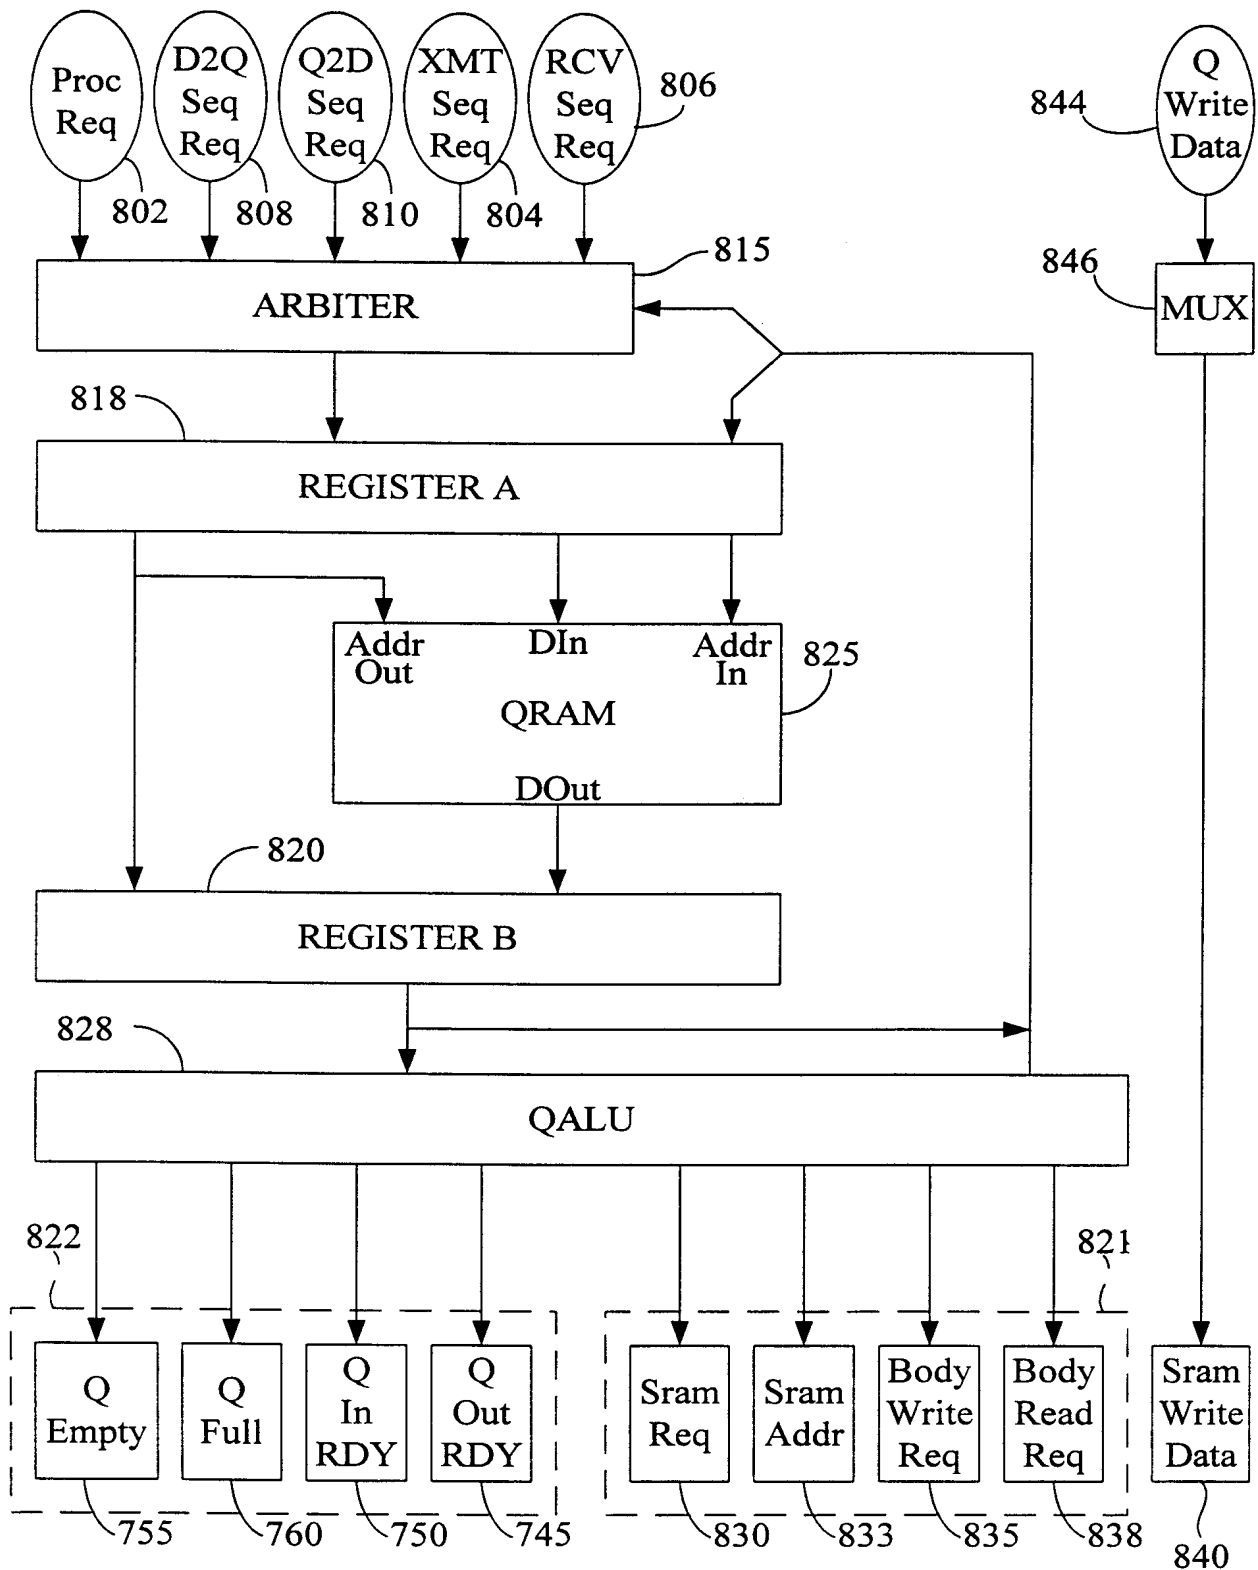 Proc
Req
D2Q
Seq
Req
Q2D
Seq
Req
XMT
Seq
Req
RCV
Seq
Req
806
844
Q
Write
Data
802
808
810
804
815
846
ARBITER
MUX
818
REGISTER A
Addr
Out
DIn
Addr
In
825
QRAM
DOut
820
REGISTER B
828
QALU
822
821
Q
Empty
Q
Full
Q
In
RDY
Q
Out
RDY
Sram
Req
Sram
Addr
Body
Write
Req
Body
Read
Req
Sram
Write
Data
755
760
750
745
830
833
835
838
840